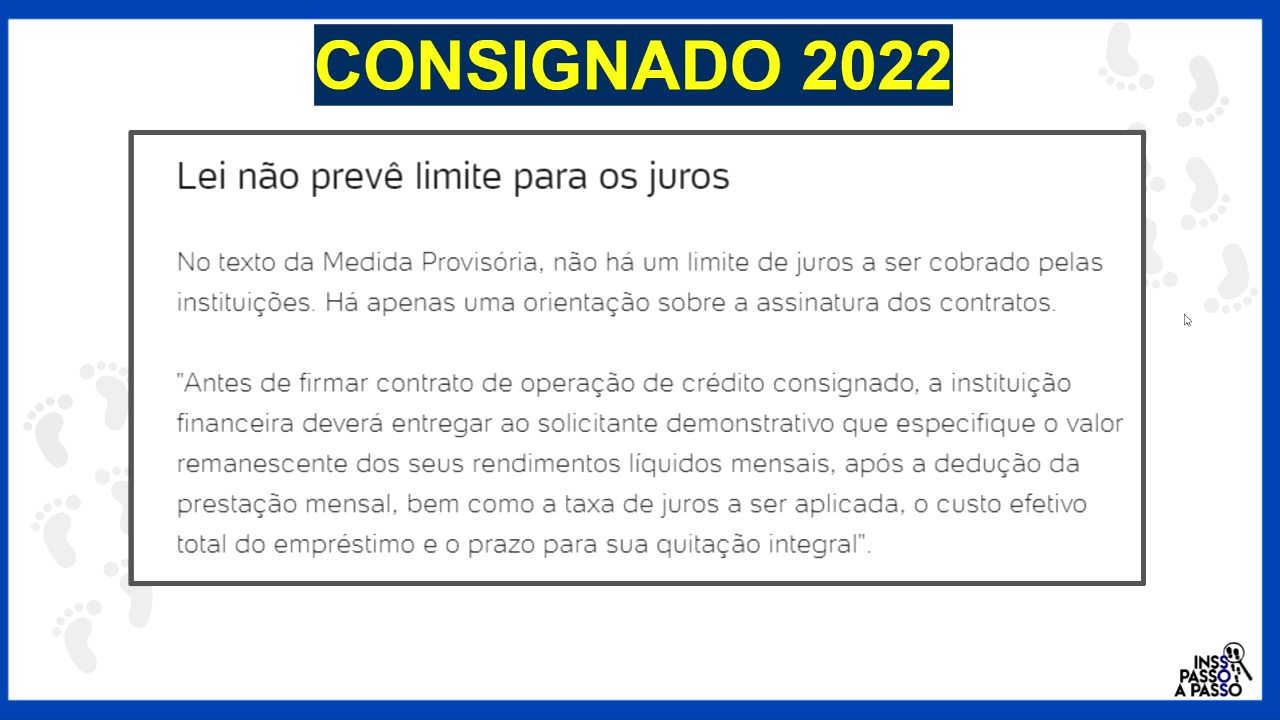 CONSIGNADO 2022
Lei não prevê limite para os juros
No texto da Medida Provisória, não há um limite de juros a ser cobrado pelas
instituições. Há apenas uma orientação sobre a assinatura dos contratos.
"Antes de firmar contrato de operação de crédito consignado, a instituição
financeira deverá entregar ao solicitante demonstrativo que especifique o valor
remanescente dos seus rendimentos líquidos mensais, após a dedução da
prestação mensal, bem como a taxa de juros a ser aplicada, o custo efetivo
total do empréstimo e o prazo para sua quitação integral".
INSS
PASSO
A PASSO